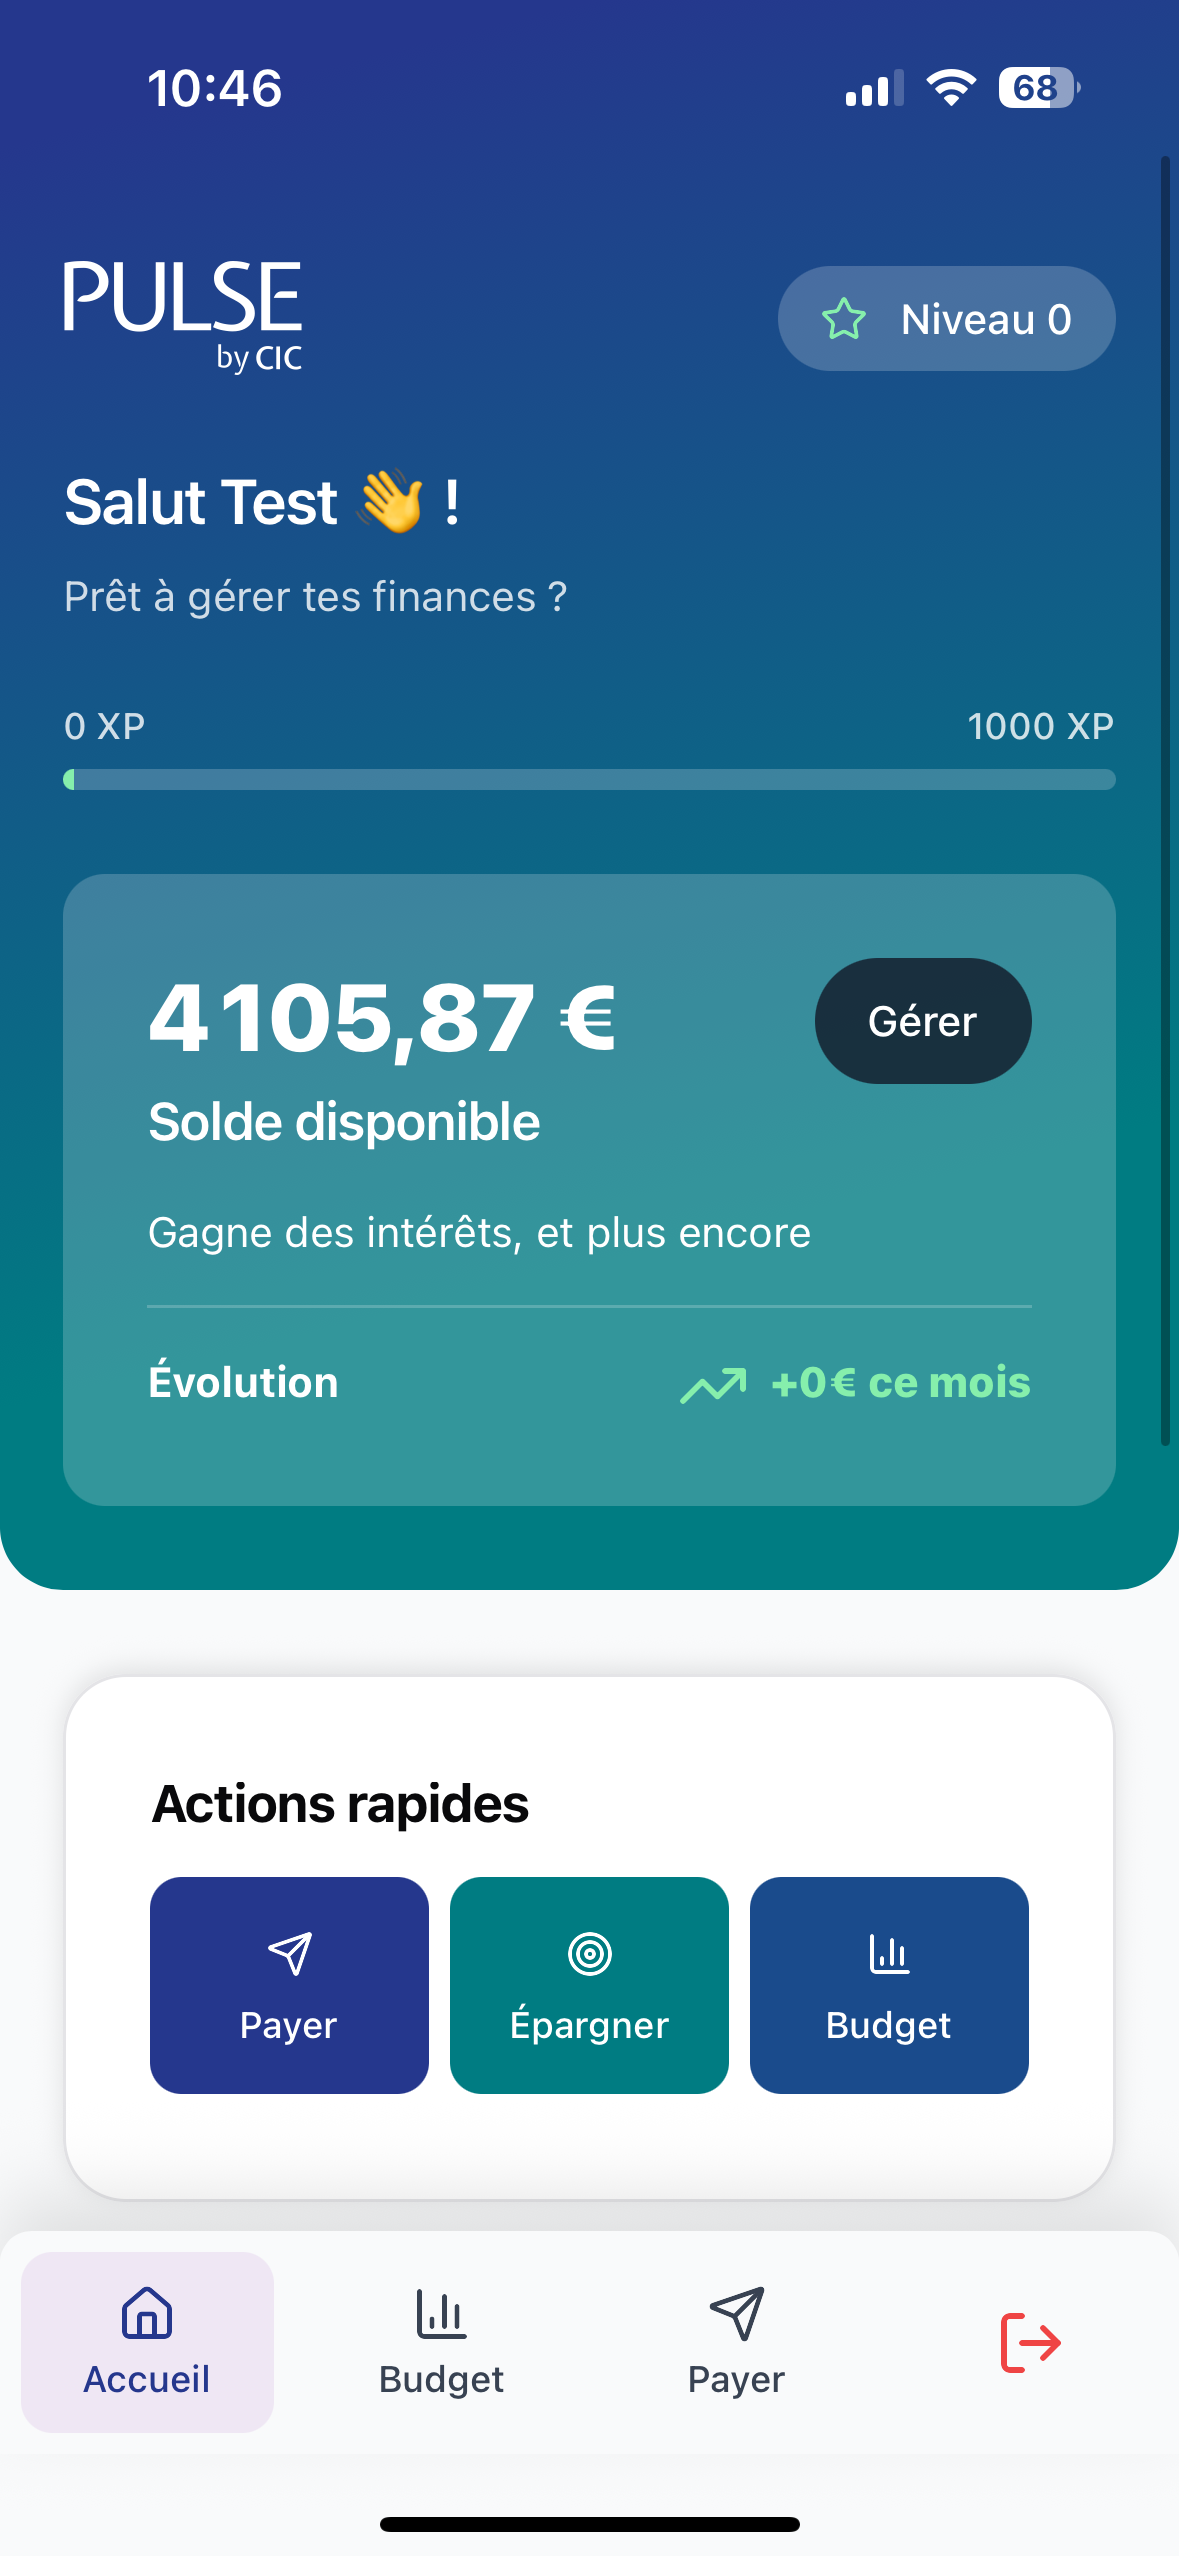 10:46
68
PULSE
by CIC
Niveau 0
Salut Test 👋 !
Prêt à gérer tes finances ?
0 XP
1000 XP
4 105,87 €
Gérer
Solde disponible
Gagne des intérêts, et plus encore
Évolution
+0€ ce mois
Actions rapides
Payer
Épargner
Budget
Accueil
Budget
Payer